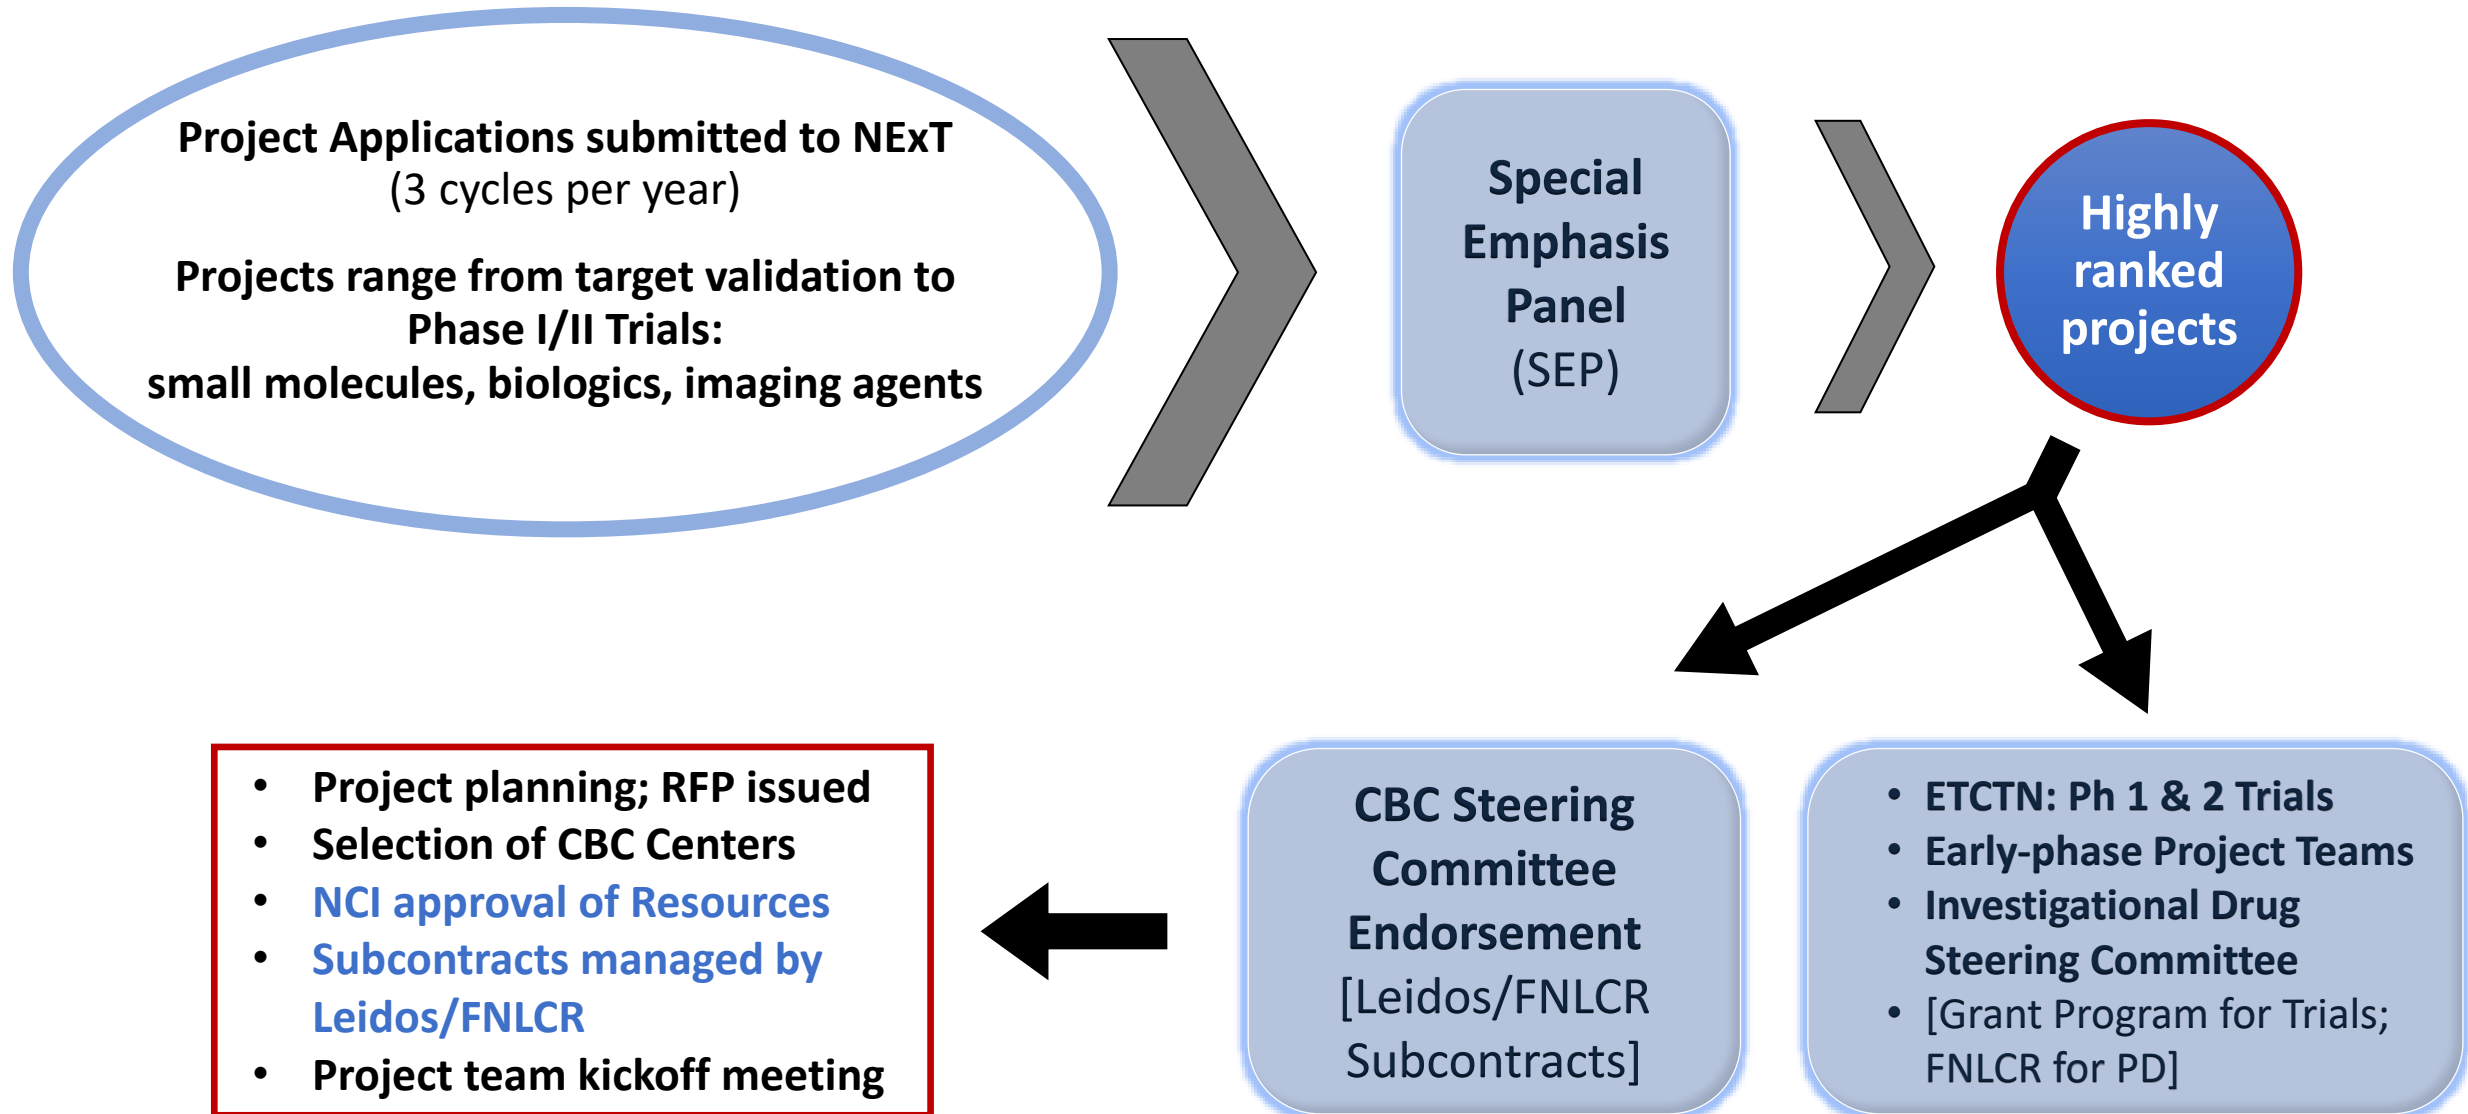 Project Applications submitted to NExT
(3 cycles per year)
Projects range from target validation to
Phase I/II Trials:
small molecules, biologics, imaging agents
Special
Emphasis
Panel
(SEP)
Highly
ranked
projects
• Project planning; RFP issued
• Selection of CBC Centers
• NCI approval of Resources
• Subcontracts managed by
Leidos/FNLCR
• Project team kickoff meeting
CBC Steering
Committee
Endorsement
[Leidos/FNLCR
Subcontracts]
• ETCTN: Ph 1 & 2 Trials
• Early-phase Project Teams
• Investigational Drug
Steering Committee
• [Grant Program for Trials;
FNLCR for PD]